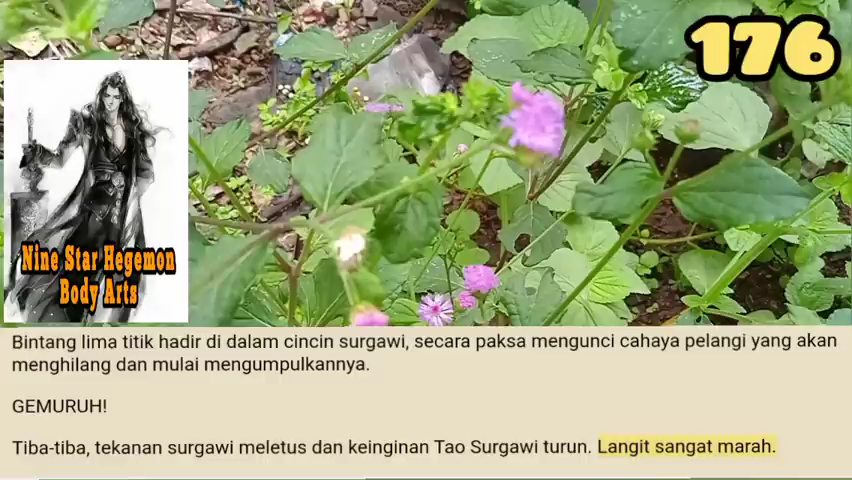 176
Nine Star Hegemon
Body Arts
Bintang lima titik hadir di dalam cincin surgawi, secara paksa mengunci cahaya pelangi yang akan
menghilang dan mulai mengumpulkannya.
GEMURUH!
Tiba-tiba, tekanan surgawi meletus dan keinginan Tao Surgawi turun. Langit sangat marah.